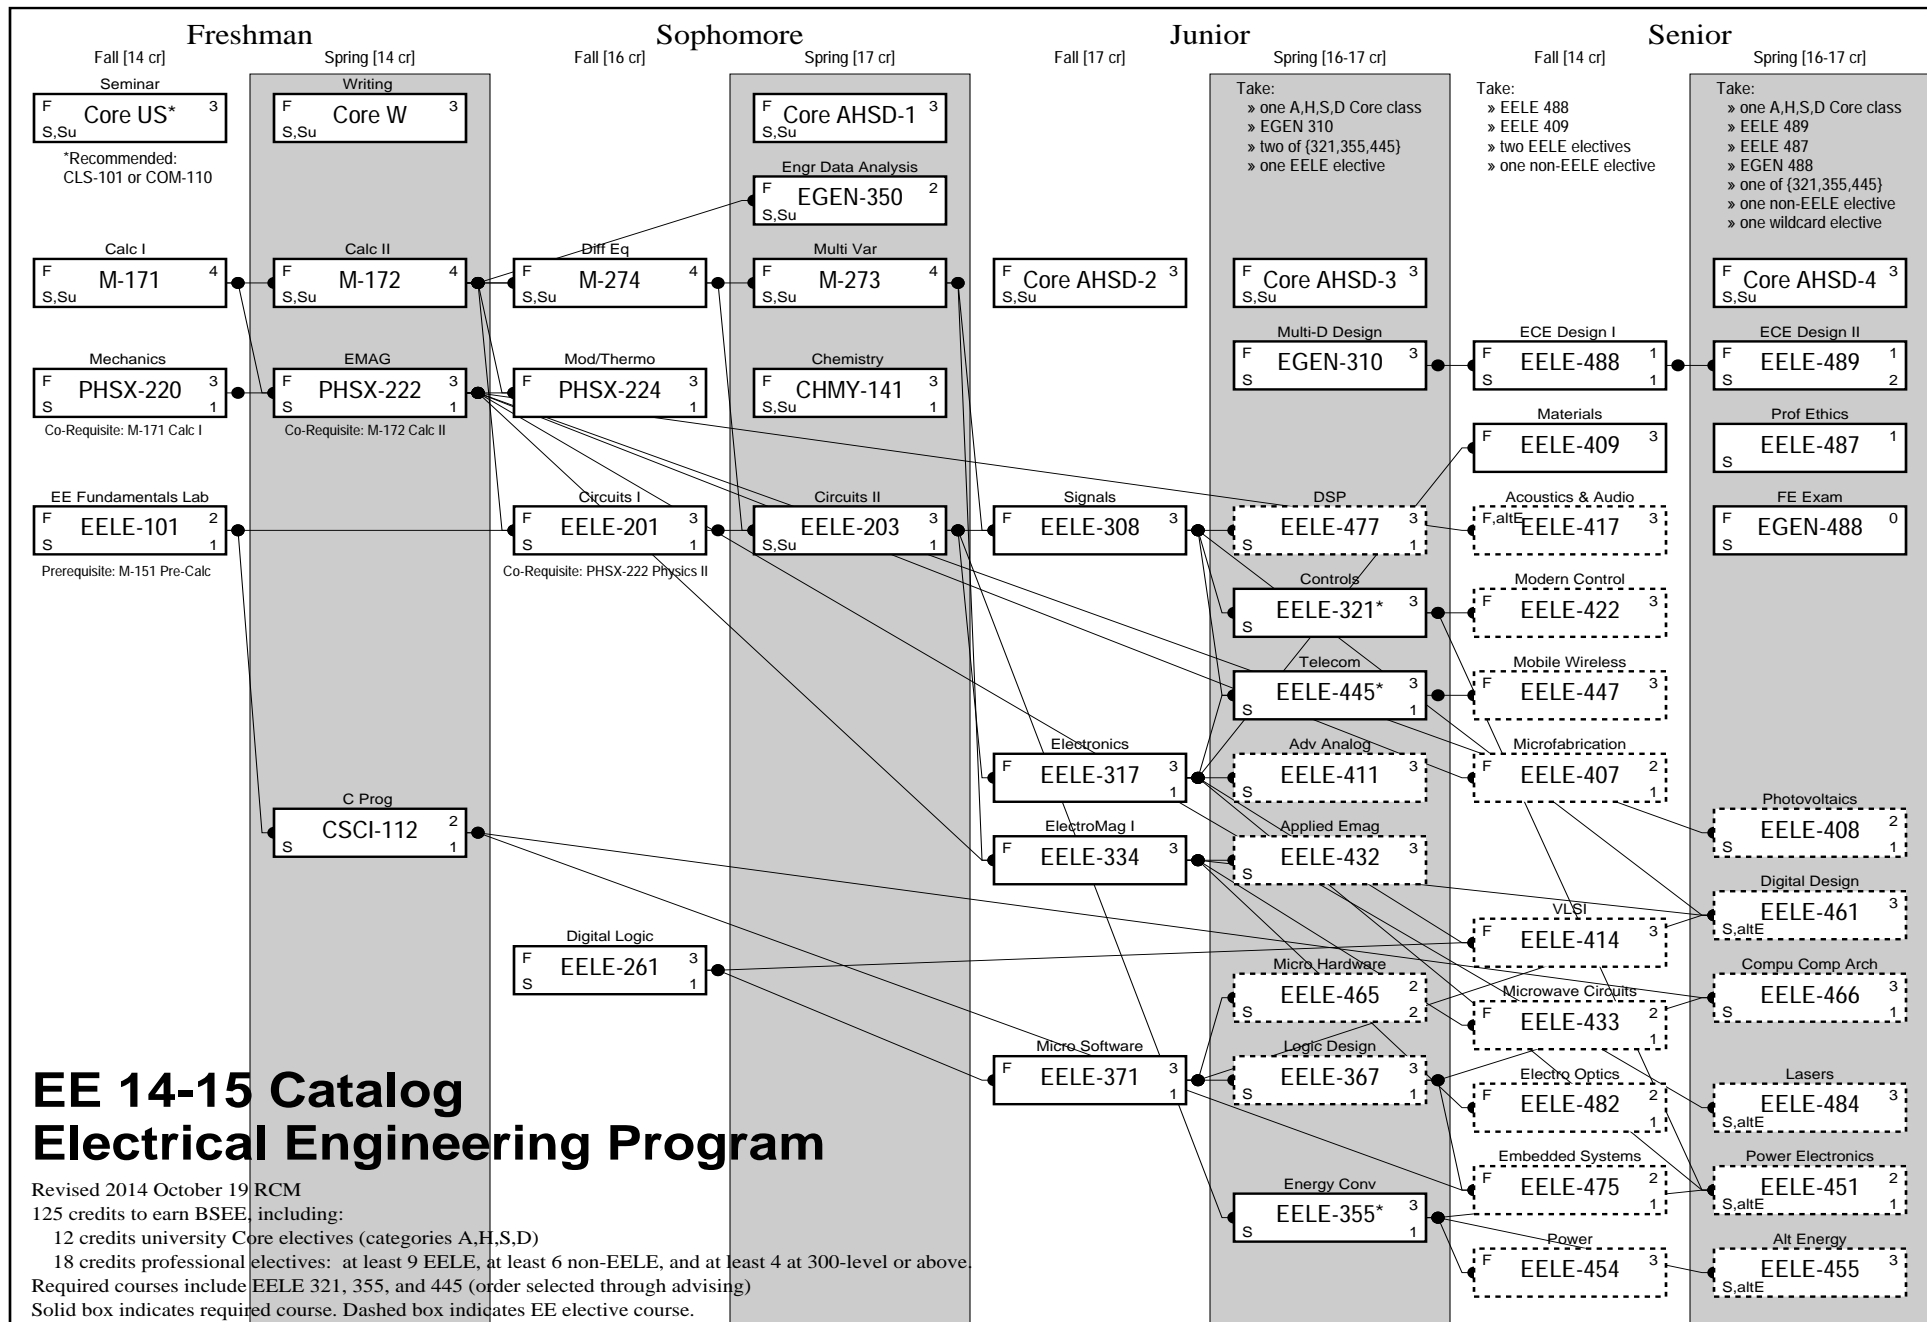 Freshman
Sophomore
Junior
Senior
Fall [14 cr]
Spring [14 cr]
Fall [16 cr]
Spring [17 cr]
Fall [17 cr]
Spring [16-17 cr]
Fall [14 cr]
Spring [16-17 cr]
Seminar
F Core US* 3
S,Su
*Recommended:
CLS-101 or COM-110
Calc I
F M-171 4
S,Su
Mechanics
F PHSX-220 3
S 1
Co-Requisite: M-171 Calc I
EE Fundamentals Lab
F EELE-101 2
S 1
Prerequisite: M-151 Pre-Calc
Writing
F Core W 3
S,Su
Calc II
F M-172 4
S,Su
EMAG
F PHSX-222 3
S 1
Co-Requisite: M-172 Calc II
C Prog
CSCI-112 2
S 1
Diff Eq
F M-274 4
S,Su
Mod/Thermo
F PHSX-224 3
1
Circuits I
F EELE-201 3
S 1
Co-Requisite: PHSX-222 Physics II
Digital Logic
F EELE-261 3
S 1
F Core AHSD-1 3
S,Su
Engr Data Analysis
F EGEN-350 2
S,Su
Multi Var
F M-273 4
S,Su
Chemistry
F CHMY-141 3
S,Su 1
Circuits II
EELE-203 3
S,Su 1
F Core AHSD-2 3
S,Su
Signals
F EELE-308 3
Electronics
F EELE-317 3
1
ElectroMag I
F EELE-334 3
Micro Software
F EELE-371 3
1
Take:
» one A,H,S,D Core class
» EGEN 310
» two of {321,355,445}
» one EELE elective
F Core AHSD-3 3
S,Su
Multi-D Design
F EGEN-310 3
S
DSP
EELE-477 3
S 1
Controls
EELE-321* 3
S
Telecom
EELE-445* 3
S 1
Adv Analog
EELE-411 3
S
Applied Emag
EELE-432 3
S
Micro Hardware
EELE-465 2
S 2
Logic Design
EELE-367 3
S 1
Energy Conv
EELE-355* 3
S 1
Take:
» EELE 488
» EELE 409
» two EELE electives
» one non-EELE elective
ECE Design I
F EELE-488 1
S 1
Materials
F EELE-409 3
Acoustics & Audio
F,altE EELE-417 3
Modern Control
F EELE-422 3
Mobile Wireless
F EELE-447 3
Microfabrication
F EELE-407 2
1
VLSI
F EELE-414 3
Microwave Circuits
F EELE-433 2
1
Electro Optics
F EELE-482 2
1
Embedded Systems
F EELE-475 2
1
Power
F EELE-454 3
Take:
» one A,H,S,D Core class
» EELE 489
» EELE 487
» EGEN 488
» one of {321,355,445}
» one non-EELE elective
» one wildcard elective
F Core AHSD-4 3
S,Su
ECE Design II
F EELE-489 1
S 2
Prof Ethics
EELE-487 1
S
FE Exam
F EGEN-488 0
S
Photovoltaics
EELE-408 2
S 1
Digital Design
EELE-461 3
S,altE
Compu Comp Arch
EELE-466 3
S 1
Lasers
EELE-484 3
S,altE
Power Electronics
EELE-451 2
S,altE 1
Alt Energy
EELE-455 3
S,altE
EE 14-15 Catalog
Electrical Engineering Program
Revised 2014 October 19 RCM
125 credits to earn BSEE, including:
12 credits university Core electives (categories A,H,S,D)
18 credits professional electives: at least 9 EELE, at least 6 non-EELE, and at least 4 at 300-level or above.
Required courses include EELE 321, 355, and 445 (order selected through advising)
Solid box indicates required course. Dashed box indicates EE elective course.